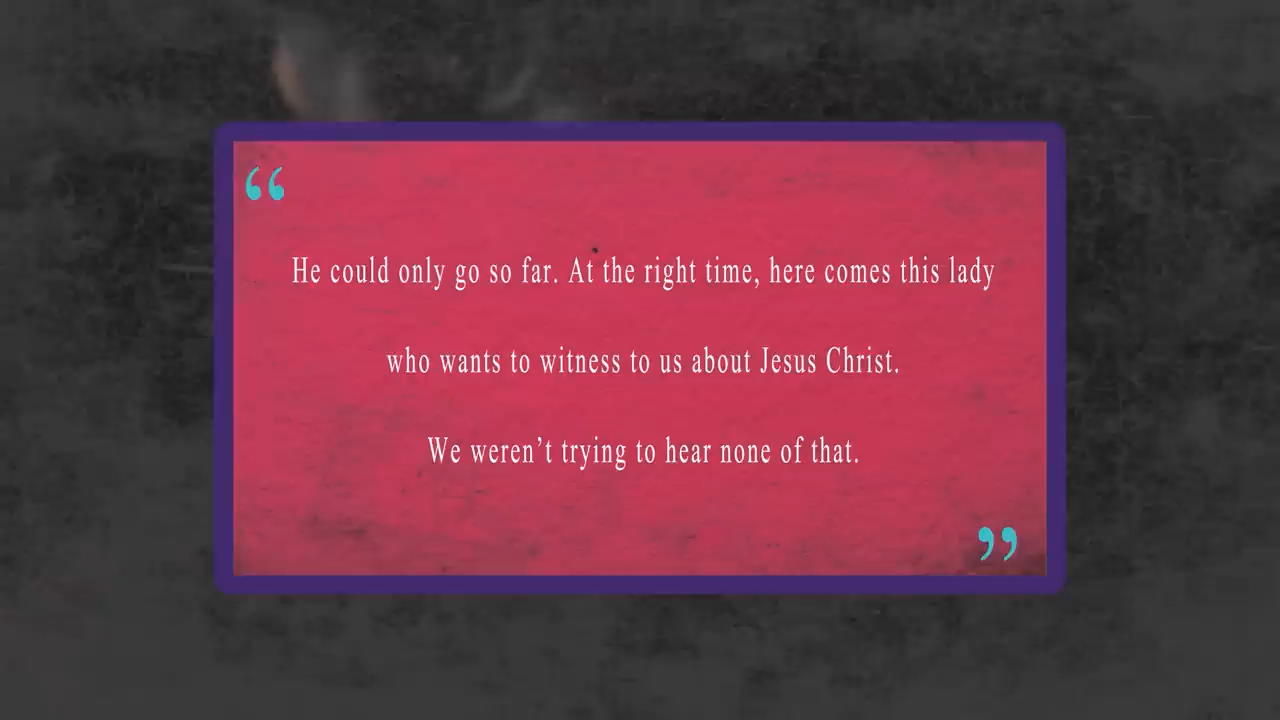 “
He could only go so far. At the right time, here comes this lady
who wants to witness to us about Jesus Christ.
We weren’t trying to hear none of that.
”